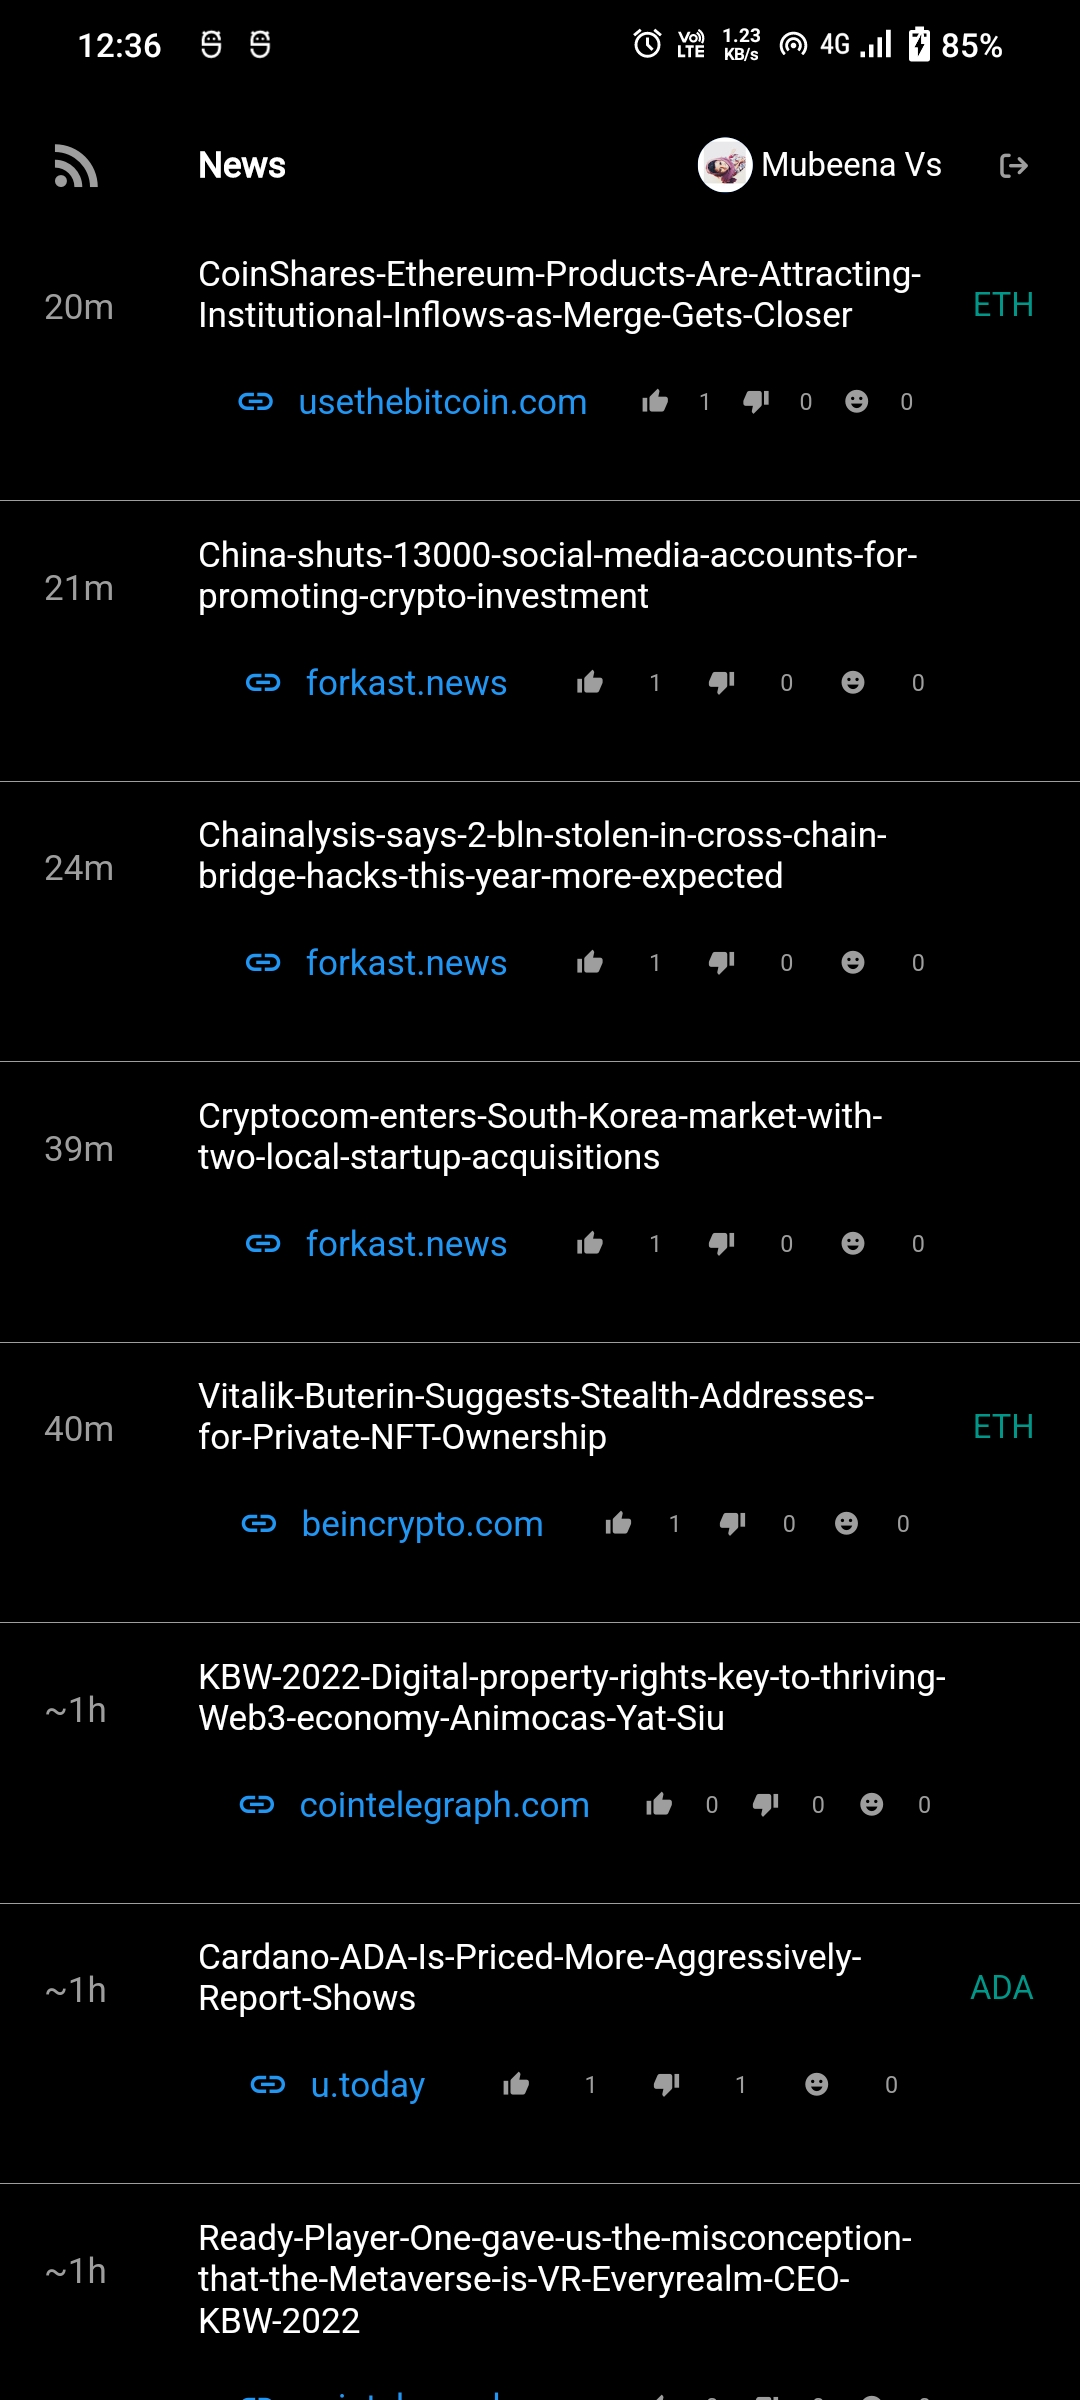 12:36 VoLTE 1.23 KB/s 4G 85%
News Mubeena Vs
20m
CoinShares-Ethereum-Products-Are-Attracting-
Institutional-Inflows-as-Merge-Gets-Closer
ETH
usethebitcoin.com 1 0 0
21m
China-shuts-13000-social-media-accounts-for-
promoting-crypto-investment
forkast.news 1 0 0
24m
Chainalysis-says-2-bln-stolen-in-cross-chain-
bridge-hacks-this-year-more-expected
forkast.news 1 0 0
39m
Cryptocom-enters-South-Korea-market-with-
two-local-startup-acquisitions
forkast.news 1 0 0
40m
Vitalik-Buterin-Suggests-Stealth-Addresses-
for-Private-NFT-Ownership
ETH
beincrypto.com 1 0 0
~1h
KBW-2022-Digital-property-rights-key-to-thriving-
Web3-economy-Animocas-Yat-Siu
cointelegraph.com 0 0 0
~1h
Cardano-ADA-Is-Priced-More-Aggressively-
Report-Shows
ADA
u.today 1 1 0
~1h
Ready-Player-One-gave-us-the-misconception-
that-the-Metaverse-is-VR-Everyrealm-CEO-
KBW-2022